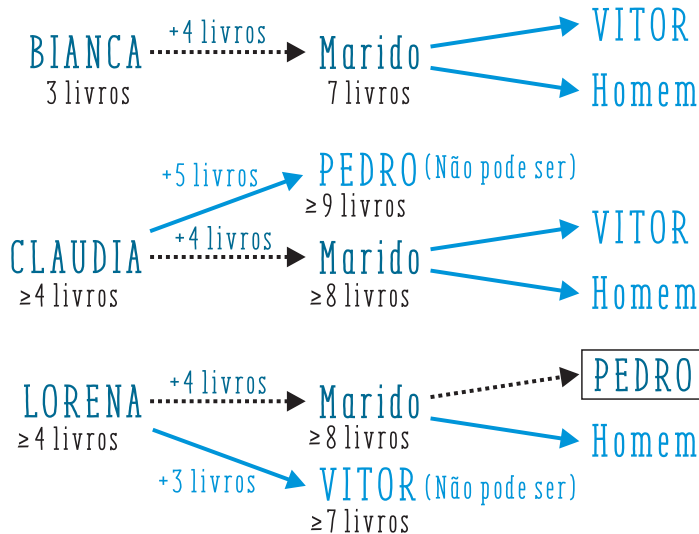 BIANCA +4 livros Marido VITOR
3 livros 7 livros Homem
+5 livros PEDRO (Não pode ser)
≥9 livros
CLAUDIA +4 livros Marido VITOR
≥4 livros ≥8 livros Homem
LORENA +4 livros Marido PEDRO
≥4 livros ≥8 livros Homem
+3 livros VITOR (Não pode ser)
≥7 livros